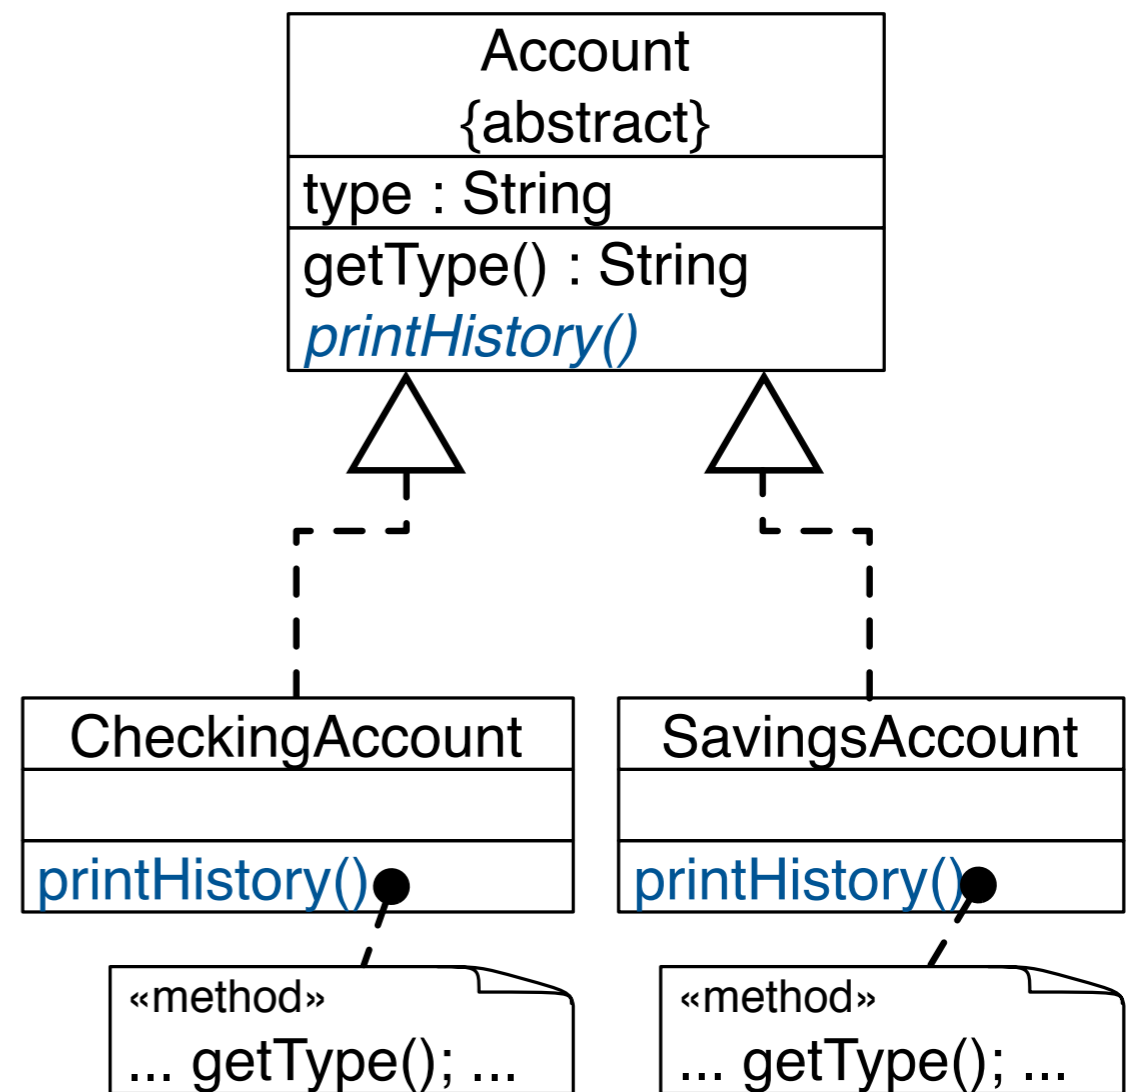 Account
{abstract}
type : String
getType() : String
printHistory()
CheckingAccount
printHistory()
«method»
... getType(); ...
SavingsAccount
printHistory()
«method»
... getType(); ...